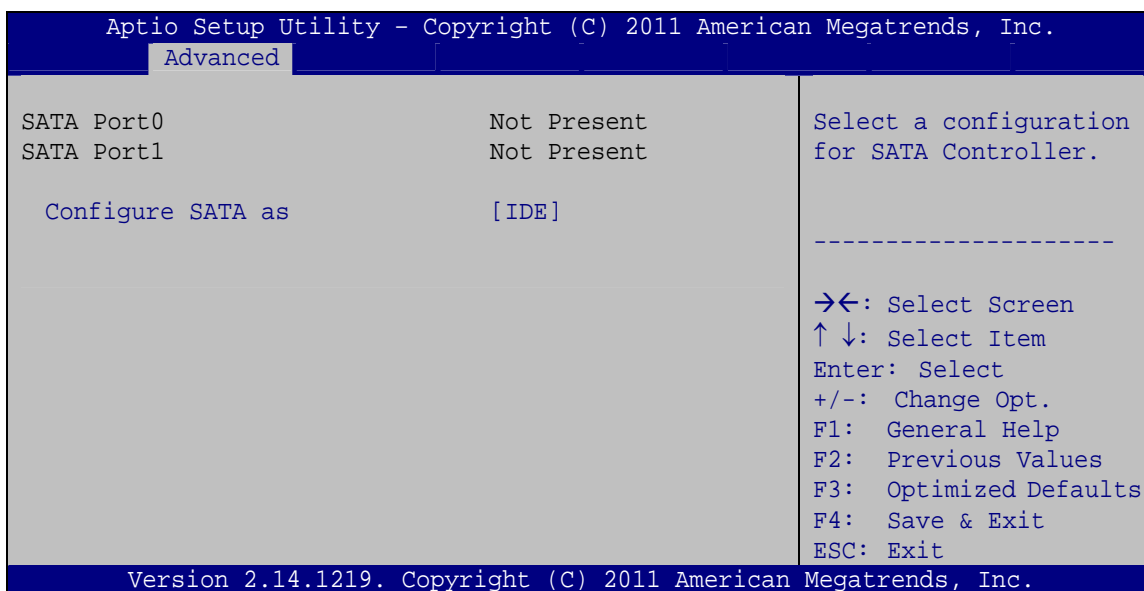 Aptio Setup Utility – Copyright (C) 2011 American Megatrends, Inc.
Advanced
SATA Port0 Not Present
SATA Port1 Not Present
Configure SATA as [IDE]
Select a configuration
for SATA Controller.
---------------------
→←: Select Screen
↑ ↓: Select Item
Enter: Select
+/-: Change Opt.
F1: General Help
F2: Previous Values
F3: Optimized Defaults
F4: Save & Exit
ESC: Exit
Version 2.14.1219. Copyright (C) 2011 American Megatrends, Inc.